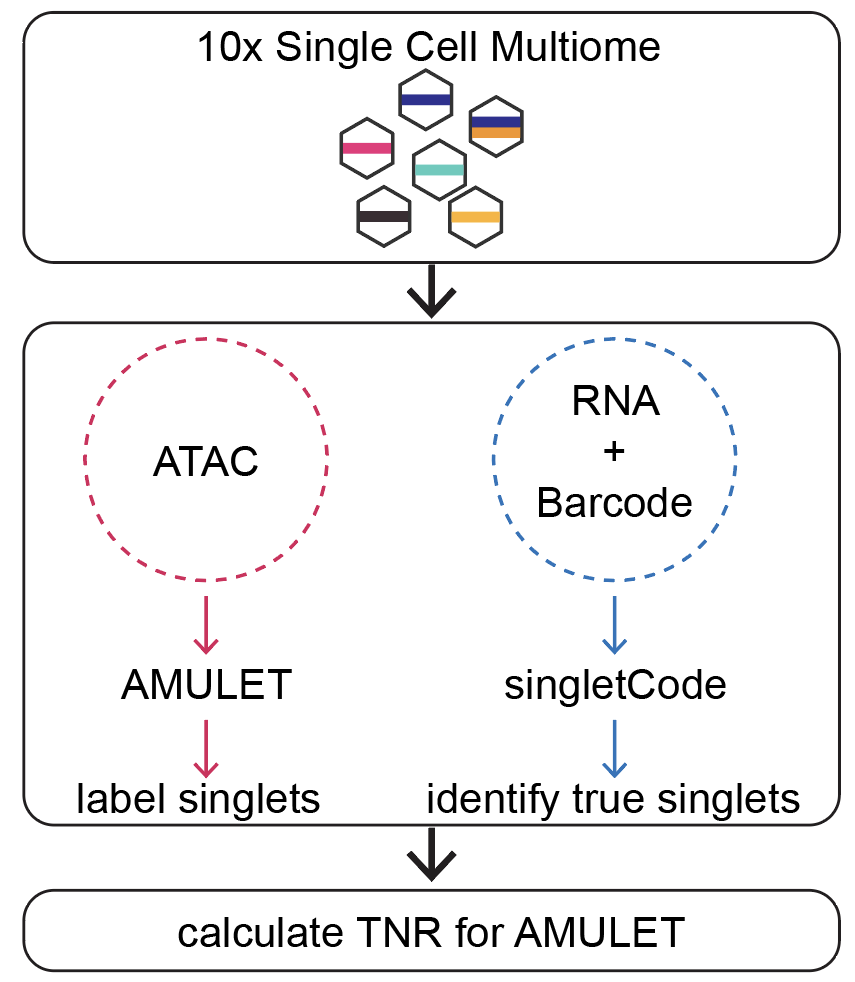 10x Single Cell Multiome
ATAC
RNA
+
Barcode
AMULET
singletCode
label singlets
identify true singlets
calculate TNR for AMULET